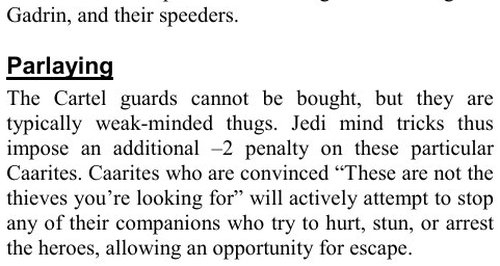 Gadrin, and their speeders.
Parlaying
The Cartel guards cannot be bought, but they are
typically weak-minded thugs. Jedi mind tricks thus
impose an additional –2 penalty on these particular
Caarites. Caarites who are convinced “These are not the
thieves you’re looking for” will actively attempt to stop
any of their companions who try to hurt, stun, or arrest
the heroes, allowing an opportunity for escape.